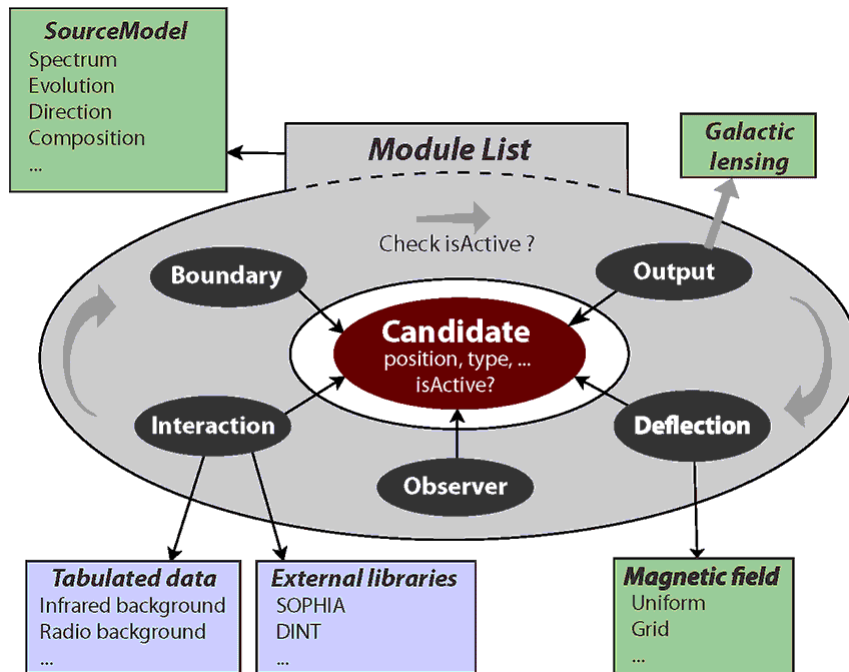 SourceModel
Spectrum
Evolution
Direction
Composition
...
Module List
Galactic
lensing
Check isActive ?
Boundary
Output
Candidate
position, type, ...
isActive?
Interaction
Deflection
Observer
Tabulated data
Infrared background
Radio background
...
External libraries
SOPHIA
DINT
...
Magnetic field
Uniform
Grid
...